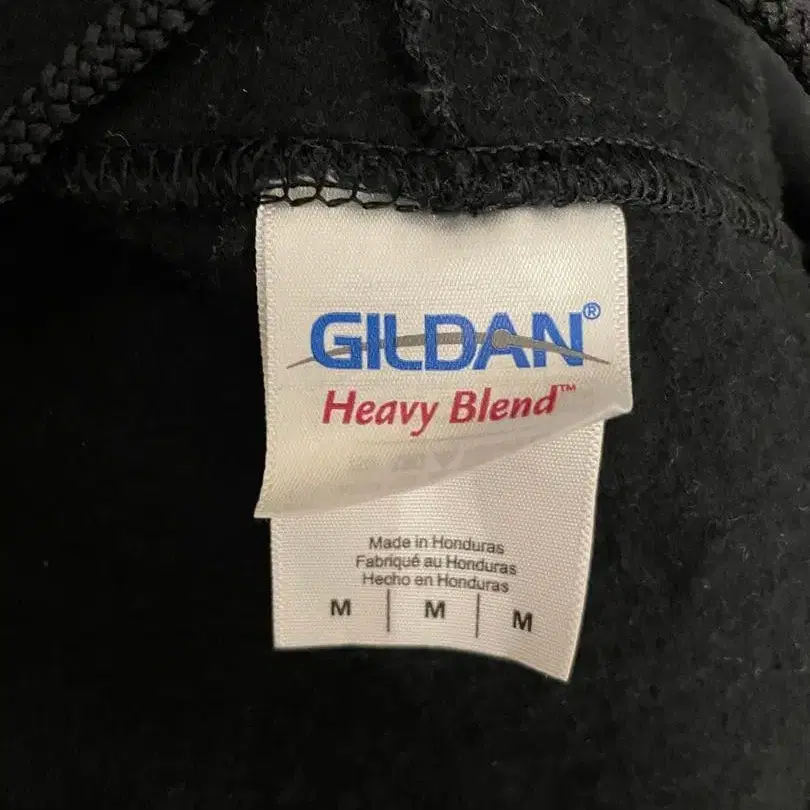 GILDAN®
Heavy Blend™
Made in Honduras
Fabriqué au Honduras
Hecho en Honduras
M | M | M